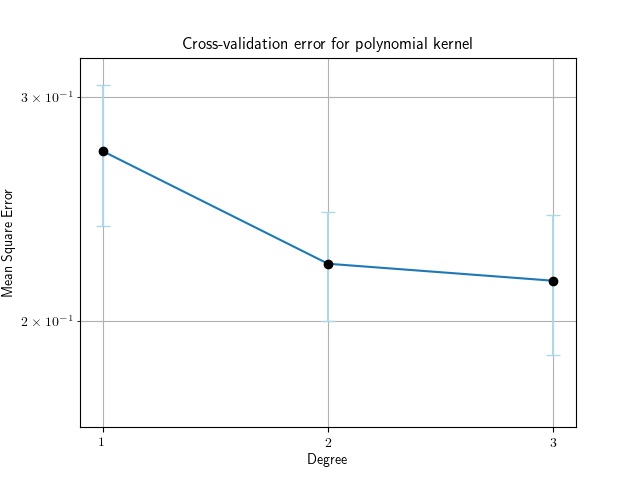 Cross-validation error for polynomial kernel
Mean Square Error
3 × 10⁻¹
2 × 10⁻¹
1 2 3
Degree